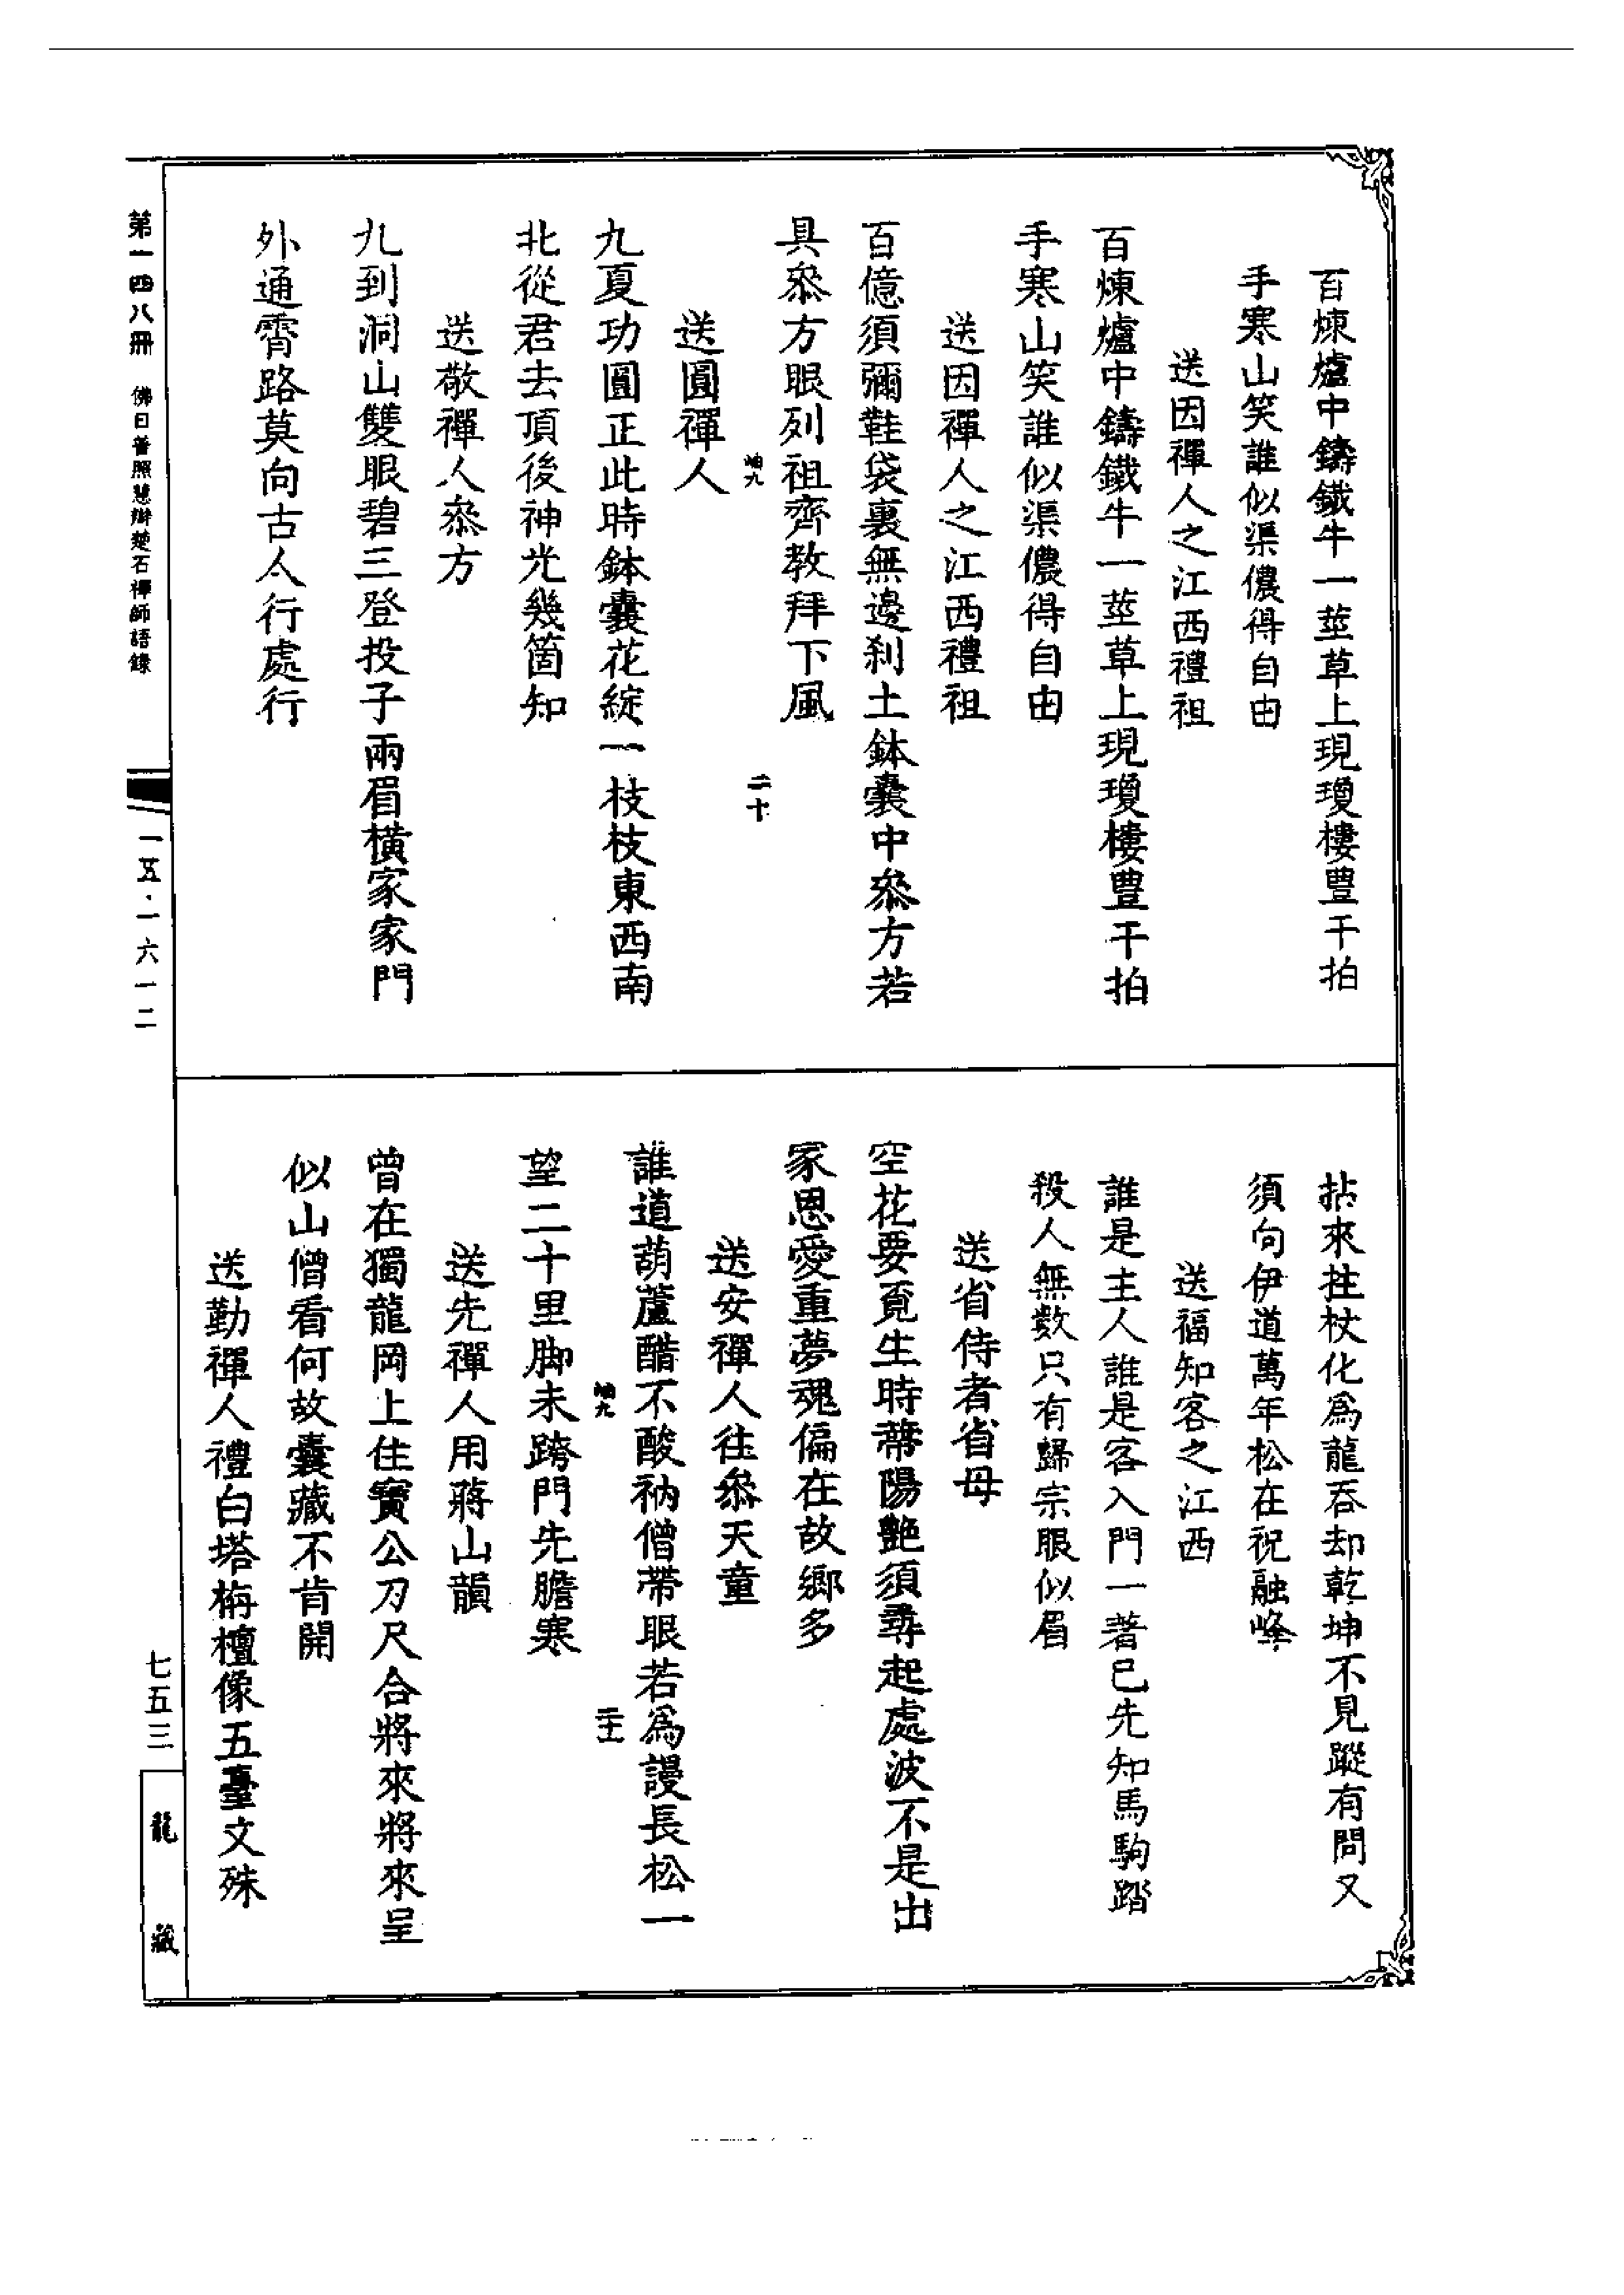 百煉爐中鑄鐵牛一莖草上現瓊樓豊干拍
手寒山笑誰似渠儂得自由
送因禪人之江西禮祖
百煉爐中鑄鐵牛一莖草上現瓊樓豊干拍
手寒山笑誰似渠儂得自由
送因禪人之江西禮祖
百億須彌鞋袋裏無邊刹土鉢囊中叅方若
具叅方眼列祖齊教拜下風
岫九 二十
送圓禪人
九夏功圓正此時鉢囊花綻一枝枝東西南
北從君去頂後神光幾箇知
送敬禪人叅方
九到洞山雙眼碧三登投子兩眉橫家家門
外通霄路莫向古人行處行
拈來拄杖化爲龍吞却乾坤不見蹤有問又
須向伊道萬年松在祝融峰
送福知客之江西
誰是主人誰是客入門一著已先知馬駒踏
殺人無數只有歸宗眼似眉
送省侍者省母
空花要覔生時蔕陽艶須尋起處波不是出
家恩愛重夢魂偏在故鄉多
送安禪人往叅天童
誰道葫蘆醋不酸衲僧帶眼若爲謾長松一
岫九 二十一
望二十里脚未跨門先膽寒
送先禪人用蔣山韻
曾在獨龍岡上住寶公刀尺合將來將來呈
似山僧看何故囊藏不肯開
送勤禪人禮白塔栴檀像五臺文殊
第一四八冊 佛日普照慧辯楚石禪師語錄
一五·一六一二
七五三
龍藏